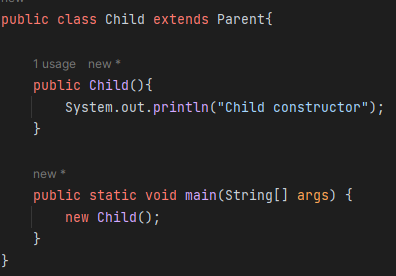 public class Child extends Parent{
1 usage new *
public Child(){
System.out.println("Child constructor");
}
new *
public static void main(String[] args) {
new Child();
}
}